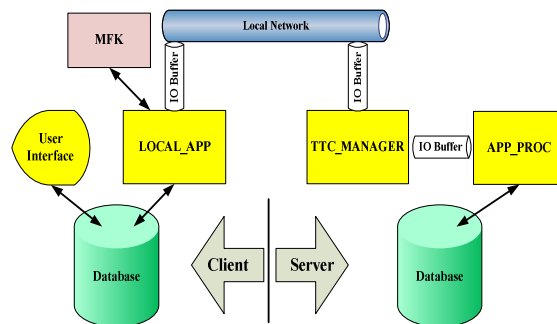 MFK
Local Network
IO Buffer
IO Buffer
User
Interface
LOCAL_APP
TTC_MANAGER
IO Buffer
APP_PROC
Database
Client
Server
Database